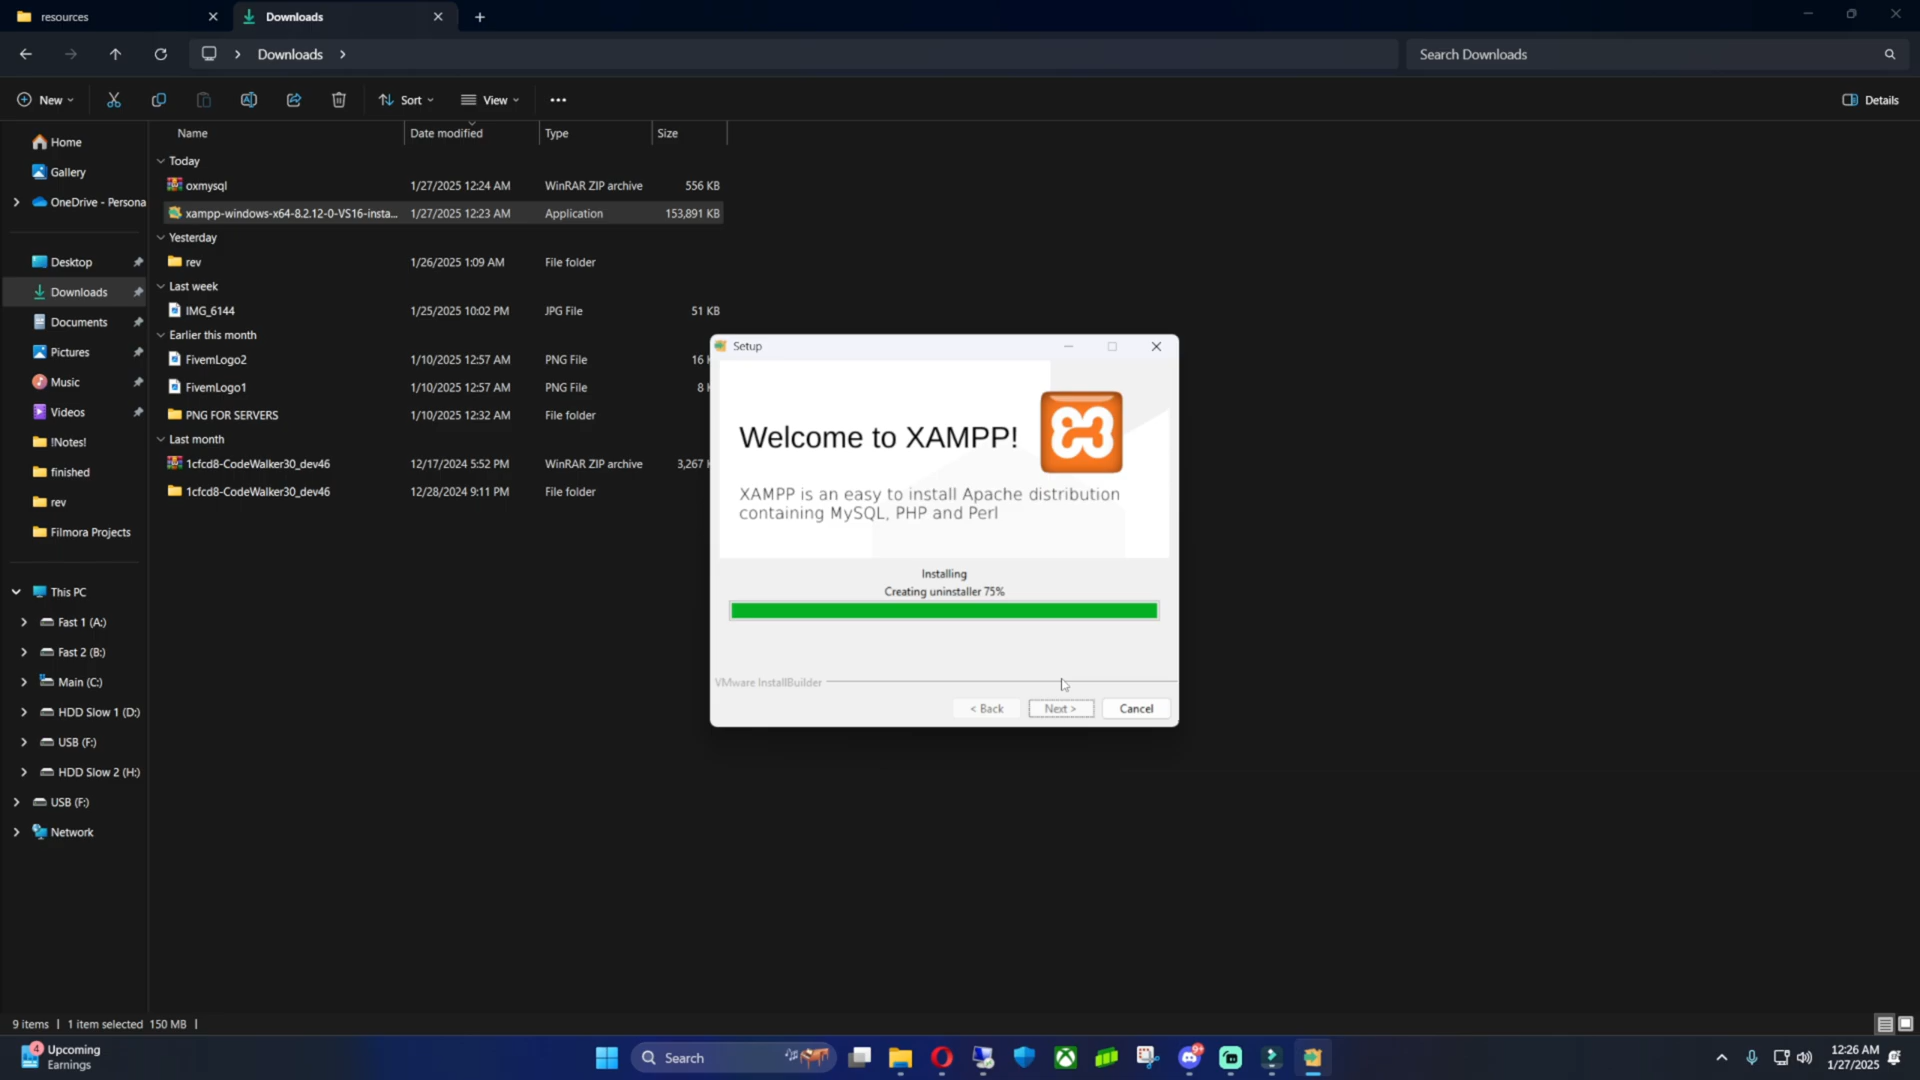 resources
Downloads
Downloads
Search Downloads
New
Sort
View
Details
Name
Date modified
Type
Size
Today
oxmysql
1/27/2025 12:24 AM
WinRAR ZIP archive
556 KB
xampp-windows-x64-8.2.12-0-VS16-insta...
1/27/2025 12:23 AM
Application
153,891 KB
Yesterday
rev
1/26/2025 1:09 AM
File folder
Last week
IMG_6144
1/25/2025 10:02 PM
JPG File
51 KB
Earlier this month
FivemLogo2
1/10/2025 12:57 AM
PNG File
16
FivemLogo1
1/10/2025 12:57 AM
PNG File
8
PNG FOR SERVERS
1/10/2025 12:32 AM
File folder
Last month
1cfcd8-CodeWalker30_dev46
12/17/2024 5:52 PM
WinRAR ZIP archive
3,267
1cfcd8-CodeWalker30_dev46
12/28/2024 9:11 PM
File folder
Home
Gallery
OneDrive - Persona
Desktop
Downloads
Documents
Pictures
Music
Videos
!Notes!
finished
rev
Filmora Projects
This PC
Fast 1 (A:)
Fast 2 (B:)
Main (C:)
HDD Slow 1 (D:)
USB (F:)
HDD Slow 2 (H:)
USB (F:)
Network
Setup
Welcome to XAMPP!
XAMPP is an easy to install Apache distribution
containing MySQL, PHP and Perl
Installing
Creating uninstaller 75%
VMware InstallBuilder
< Back
Next >
Cancel
9 items
1 item selected 150 MB
4
Upcoming
Earnings
Search
9+
12:26 AM
1/27/2025